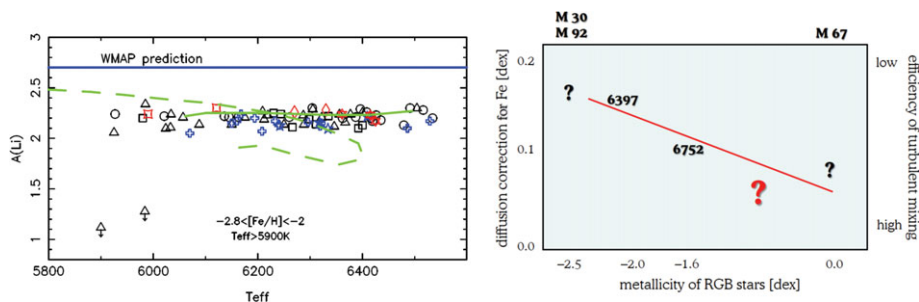 WMAP prediction
A(Li)
3
2.5
2
1.5
1
−2.8<[Fe/H]<−2
Teff>5900K
5800
6000
6200
6400
Teff
M 30
M 92
M 67
diffusion correction for Fe [dex]
0.2
0.1
0.0
?
6397
6752
?
?
low
high
efficiency of turbulent mixing
−2.5
−2.0
−1.6
0.0
metallicity of RGB stars [dex]